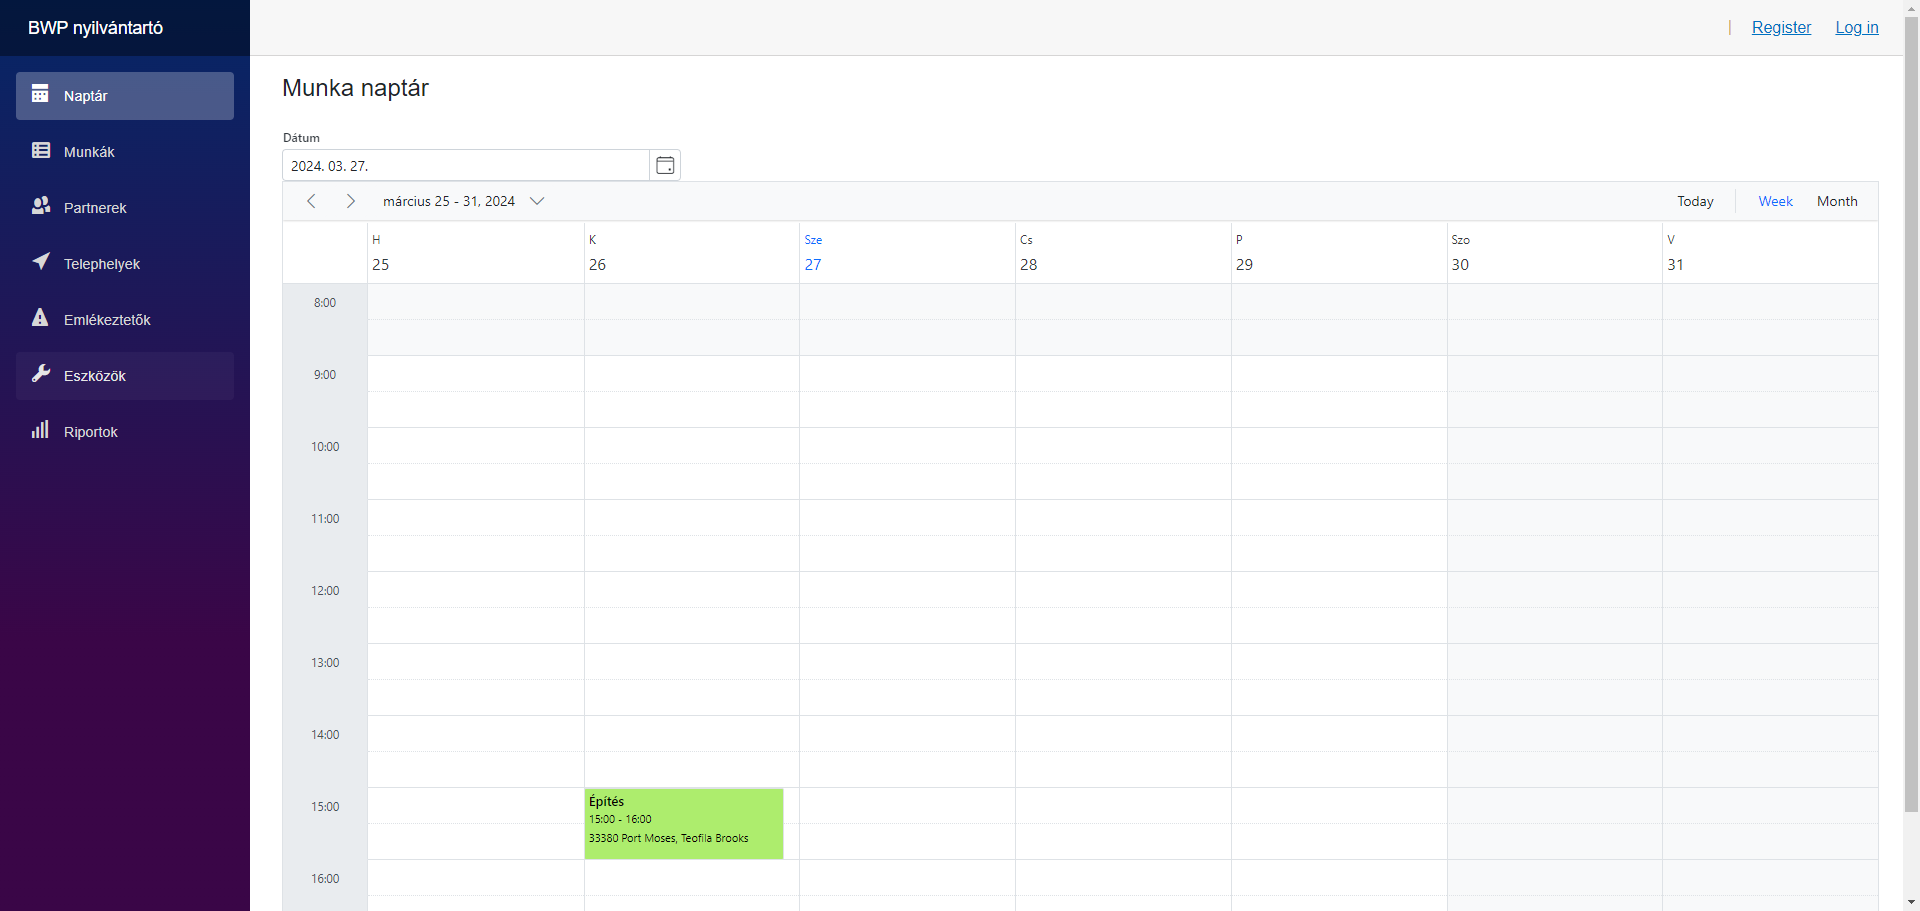 BWP nyilvántartó
Register Log in
Naptár
Munkák
Partnerek
Telephelyek
Emlékeztetők
Eszközök
Riportok
Munka naptár
Dátum
2024. 03. 27.
március 25 - 31, 2024
Today Week Month
H K Sze Cs P Szo V
25 26 27 28 29 30 31
8:00
9:00
10:00
11:00
12:00
13:00
14:00
15:00
Építés
15:00 - 16:00
33380 Port Moses, Teofila Brooks
16:00